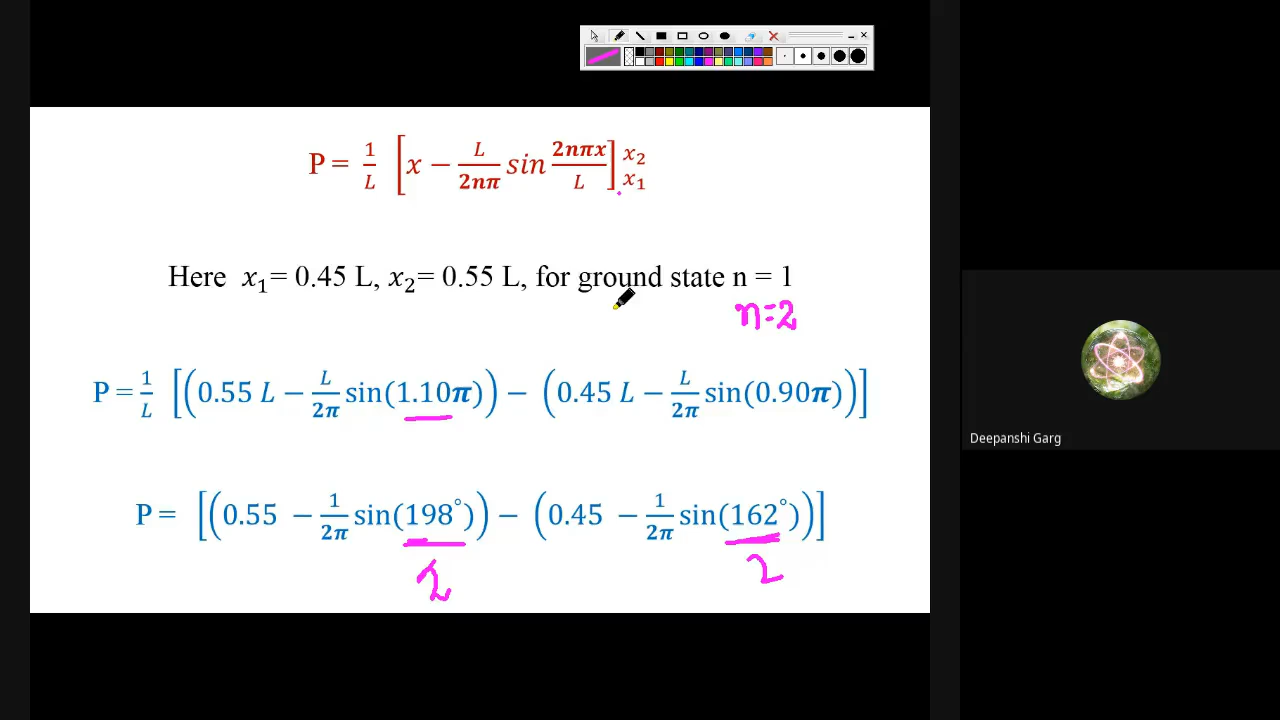 P = 1/L [x − L/2nπ sin 2nπx/L] x₂ x₁
Here x₁= 0.45 L, x₂= 0.55 L, for ground state n = 1
n=2
P = 1/L [(0.55 L − L/2π sin(1.10π)) − (0.45 L − L/2π sin(0.90π))]
P = [(0.55 − 1/2π sin(198°)) − (0.45 − 1/2π sin(162°))]
2 2
Deepanshi Garg